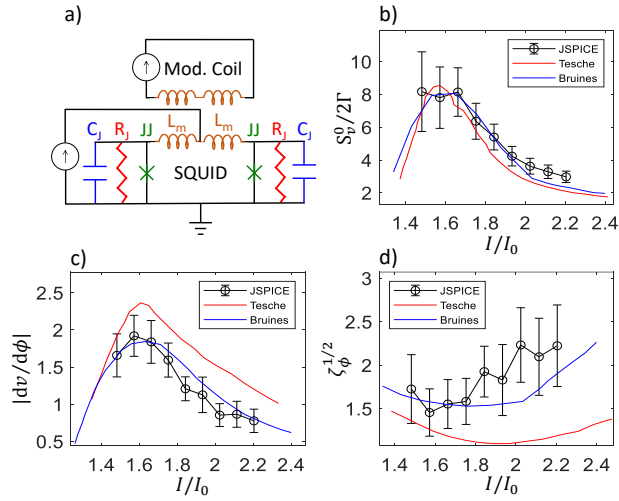 a)
Mod. Coil
C_J R_J JJ L_m L_m JJ R_J C_J
SQUID
b)
S_v^0/2Γ
10
8
6
4
2
JSPICE
Tesche
Bruines
1.4 1.6 1.8 2 2.2 2.4
I/I_0
c)
|dv/dϕ|
2.5
2
1.5
1
0.5
JSPICE
Tesche
Bruines
1.4 1.6 1.8 2 2.2 2.4
I/I_0
d)
ζ_ϕ^{1/2}
3
2.5
2
1.5
1
JSPICE
Tesche
Bruines
1.4 1.6 1.8 2 2.2 2.4
I/I_0